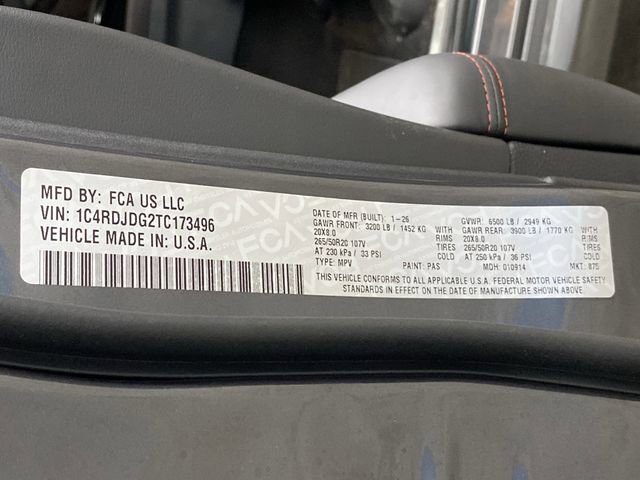 MFD BY: FCA US LLC
VIN: 1C4RDJDG2TC173496
VEHICLE MADE IN: U.S.A.
DATE OF MFR (BUILT): 1-26 GVWR: 6500 LB / 2949 KG
GAWR FRONT: 3200 LB / 1452 KG WITH GAWR REAR: 3900 LB / 1770 KG WITH
20X8.0 RIMS 20X8.0 RIMS
265/50R20 107V TIRES 265/50R20 107V TIRES
AT 230 kPa / 33 PSI COLD AT 250 kPa / 36 PSI COLD
TYPE: MPV PAINT: PAS MDH: 010914 MKT: 875
THIS VEHICLE CONFORMS TO ALL APPLICABLE U.S.A. FEDERAL MOTOR VEHICLE SAFETY
STANDARDS IN EFFECT ON THE DATE OF MANUFACTURE SHOWN ABOVE.